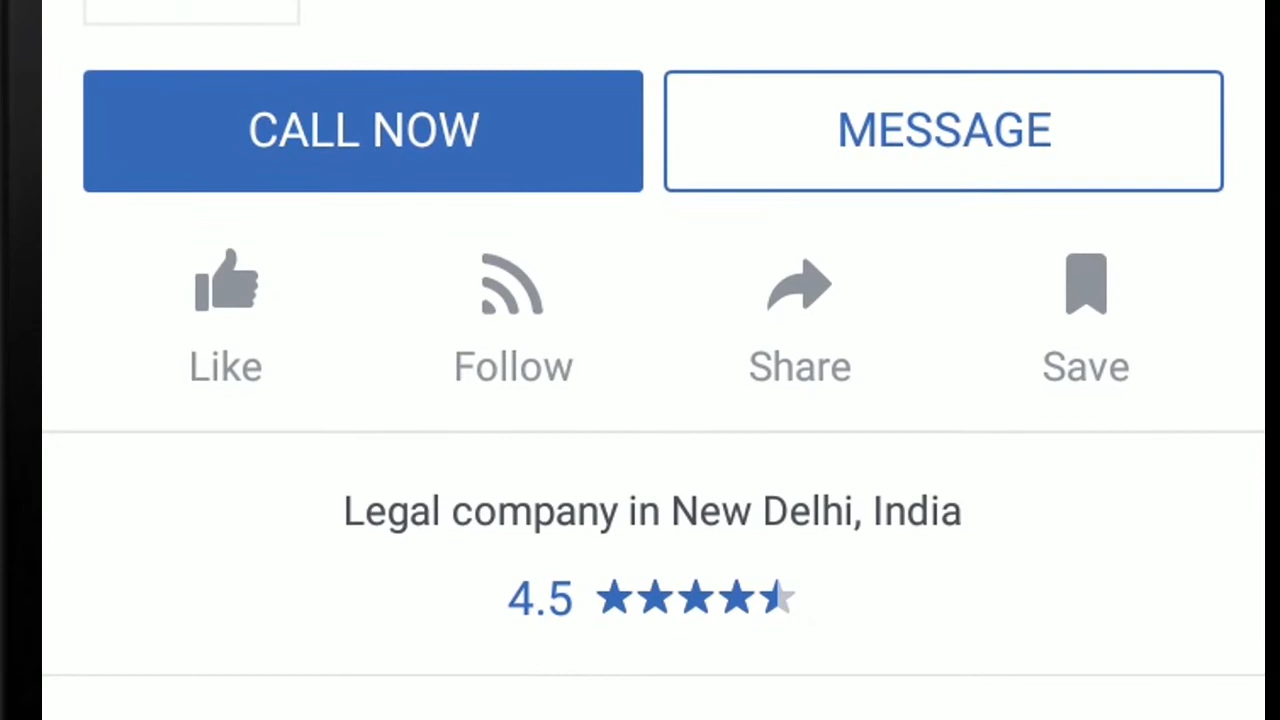 CALL NOW MESSAGE
Like Follow Share Save
Legal company in New Delhi, India
4.5